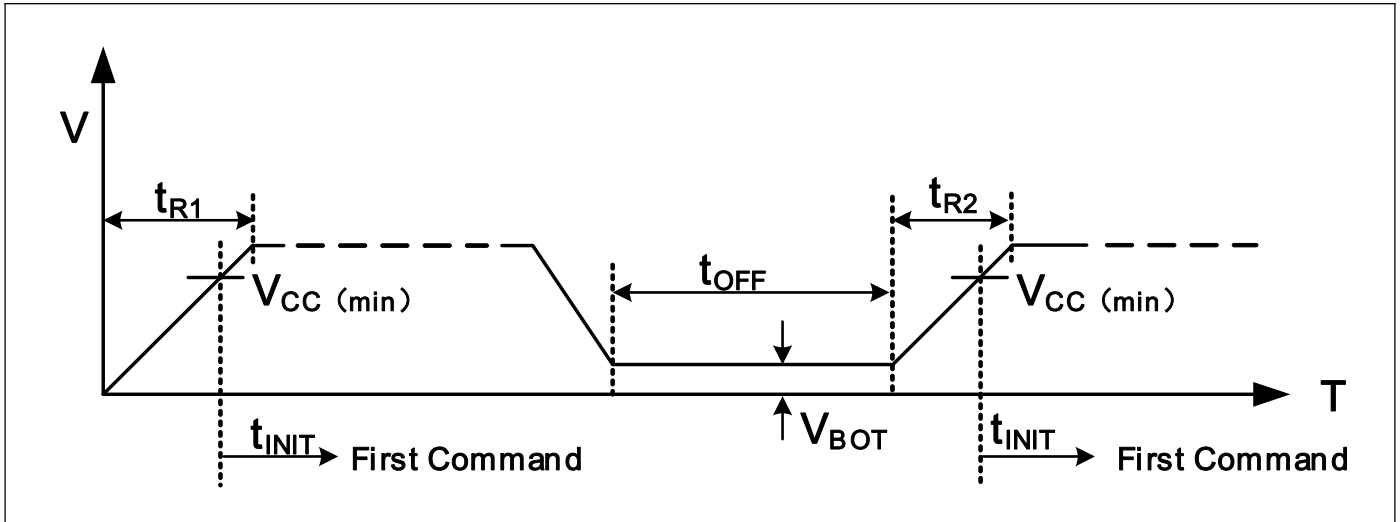 V
tR1
tR2
tOFF
VCC（min）
VCC（min）
T
VBOT
tINIT
First Command
tINIT
First Command